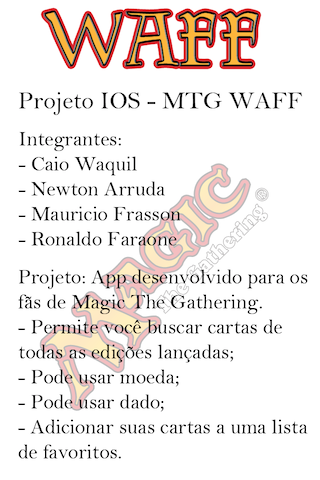 WAFF
Projeto IOS - MTG WAFF
Integrantes:
- Caio Waquil
- Newton Arruda
- Mauricio Frasson
- Ronaldo Faraone
MAGIC
The Gathering ®
Projeto: App desenvolvido para os
fãs de Magic The Gathering.
- Permite você buscar cartas de
todas as edições lançadas;
- Pode usar moeda;
- Pode usar dado;
- Adicionar suas cartas a uma lista
de favoritos.